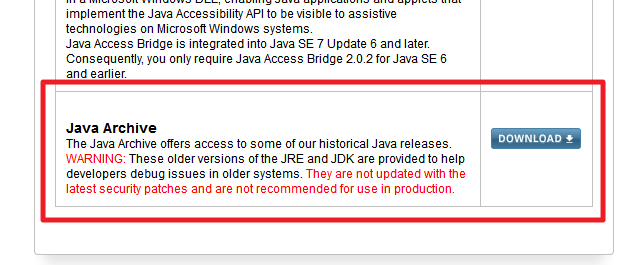 in a Microsoft Windows DLL, enabling Java applications and applets that
implement the Java Accessibility API to be visible to assistive
technologies on Microsoft Windows systems.
Java Access Bridge is integrated into Java SE 7 Update 6 and later.
Consequently, you only require Java Access Bridge 2.0.2 for Java SE 6
and earlier.
Java Archive
The Java Archive offers access to some of our historical Java releases.
WARNING: These older versions of the JRE and JDK are provided to help
developers debug issues in older systems. They are not updated with the
latest security patches and are not recommended for use in production.
DOWNLOAD